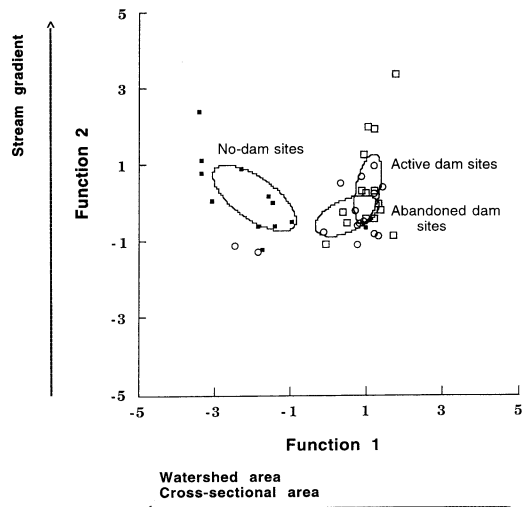 5
3
1
-1
-3
-5
Stream gradient
Function 2
No-dam sites
Active dam sites
Abandoned dam
sites
-5 -3 -1 1 3 5
Function 1
Watershed area
Cross-sectional area